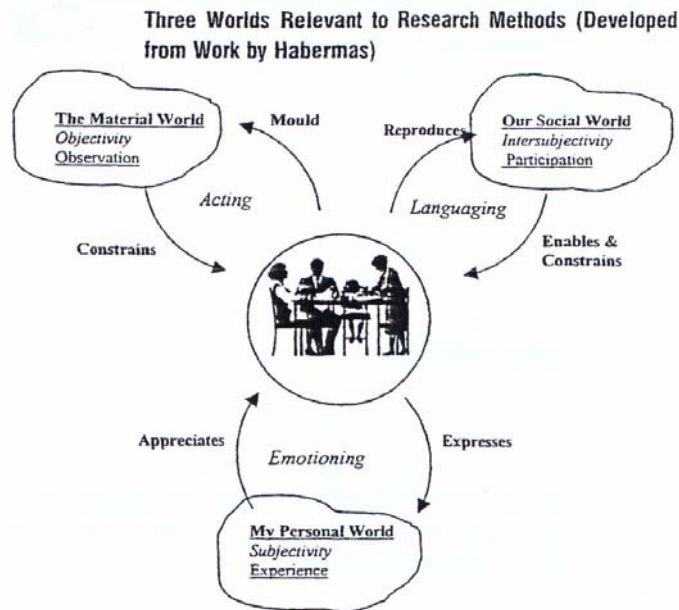 Three Worlds Relevant to Research Methods (Developed
from Work by Habermas)
The Material World
Objectivity
Observation
Mould
Acting
Constrains
Reproduces
Our Social World
Intersubjectivity
Participation
Languaging
Enables &
Constrains
Appreciates
Emotioning
Expresses
My Personal World
Subjectivity
Experience